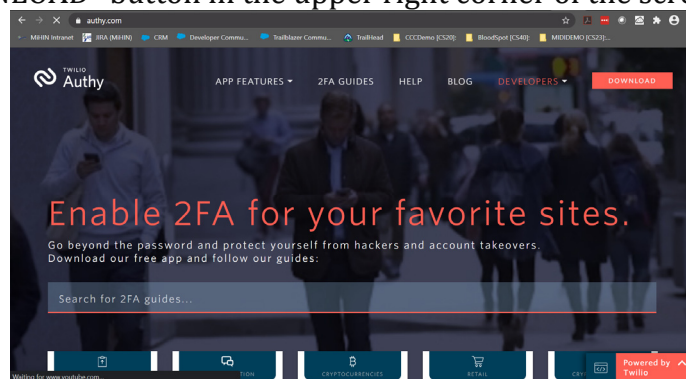 button in the upper right corner of the scre
authy.com
MiHIN Intranet JIRA (MiHIN) CRM Developer Commu... Trailblazer Commu... TrailHead CCCDemo [CS20]: BloodSpot [CS40]: MIDIDEMO [CS23]:...
TWILIO
Authy
APP FEATURES 2FA GUIDES HELP BLOG DEVELOPERS DOWNLOAD
Enable 2FA for your favorite sites.
Go beyond the password and protect yourself from hackers and account takeovers.
Download our free app and follow our guides:
Search for 2FA guides...
CRYPTOCURRENCIES RETAIL
Powered by
Twilio
Waiting for www.youtube.com...